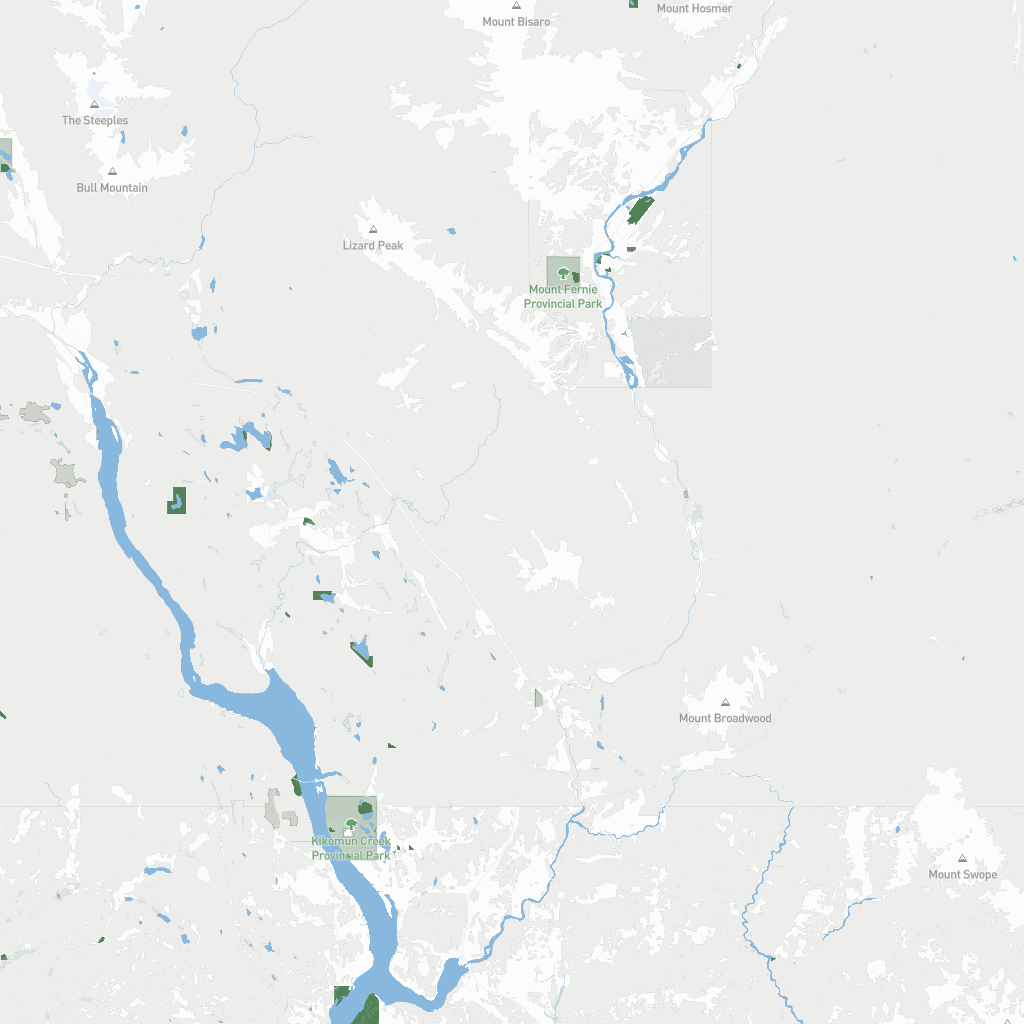 Mount Hosmer
Mount Bisaro
The Steeples
Bull Mountain
Lizard Peak
Mount Fernie
Provincial Park
Mount Broadwood
Kikomun Creek
Provincial Park
Mount Swope